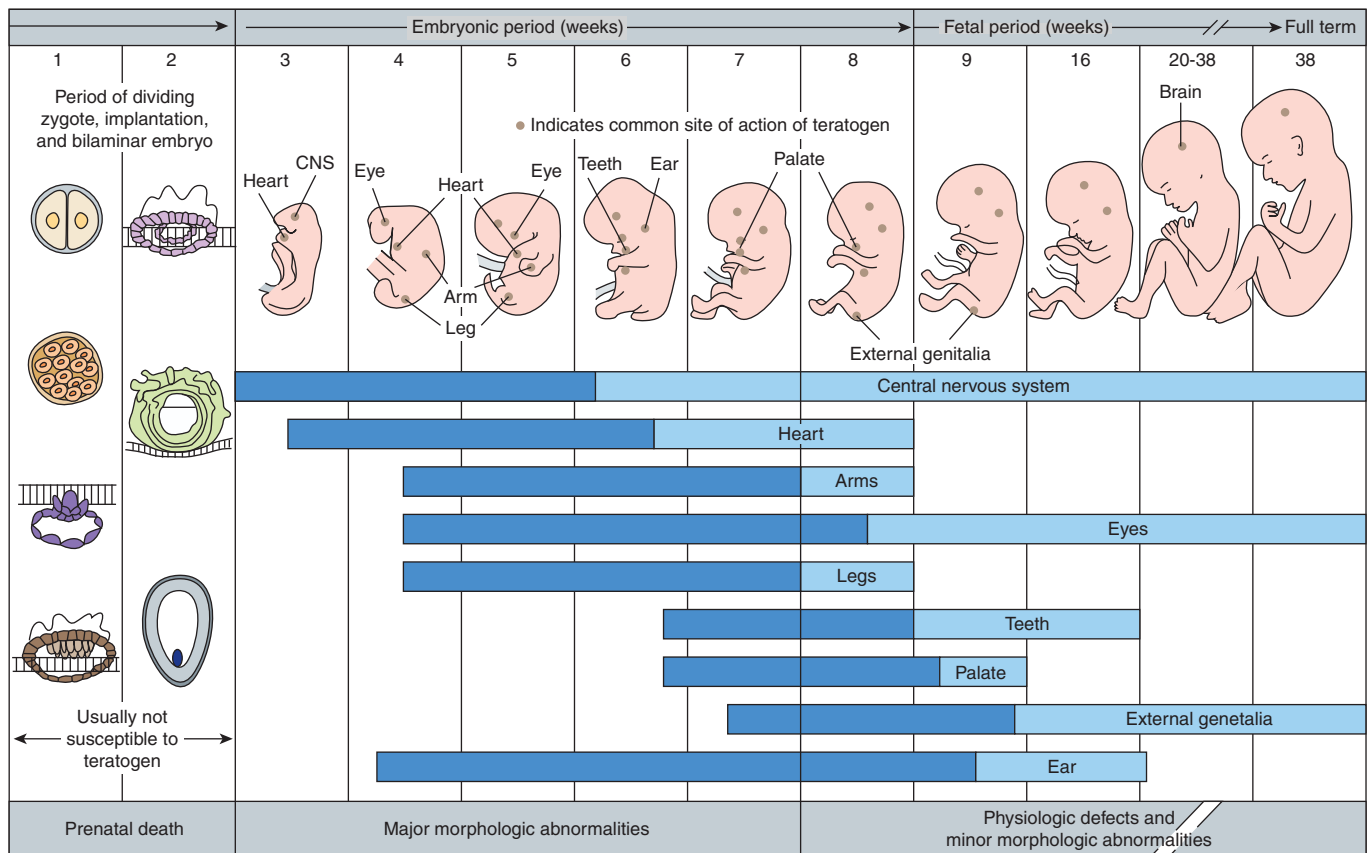 Embryonic period (weeks)
Fetal period (weeks)
Full term
1
2
3
4
5
6
7
8
9
16
20-38
38
Period of dividing
zygote, implantation,
and bilaminar embryo
Indicates common site of action of teratogen
Brain
Heart
CNS
Eye
Heart
Eye
Teeth
Ear
Palate
Arm
Leg
External genitalia
Central nervous system
Heart
Arms
Eyes
Legs
Teeth
Palate
External genetalia
Ear
Usually not
susceptible to
teratogen
Prenatal death
Major morphologic abnormalities
Physiologic defects and
minor morphologic abnormalities